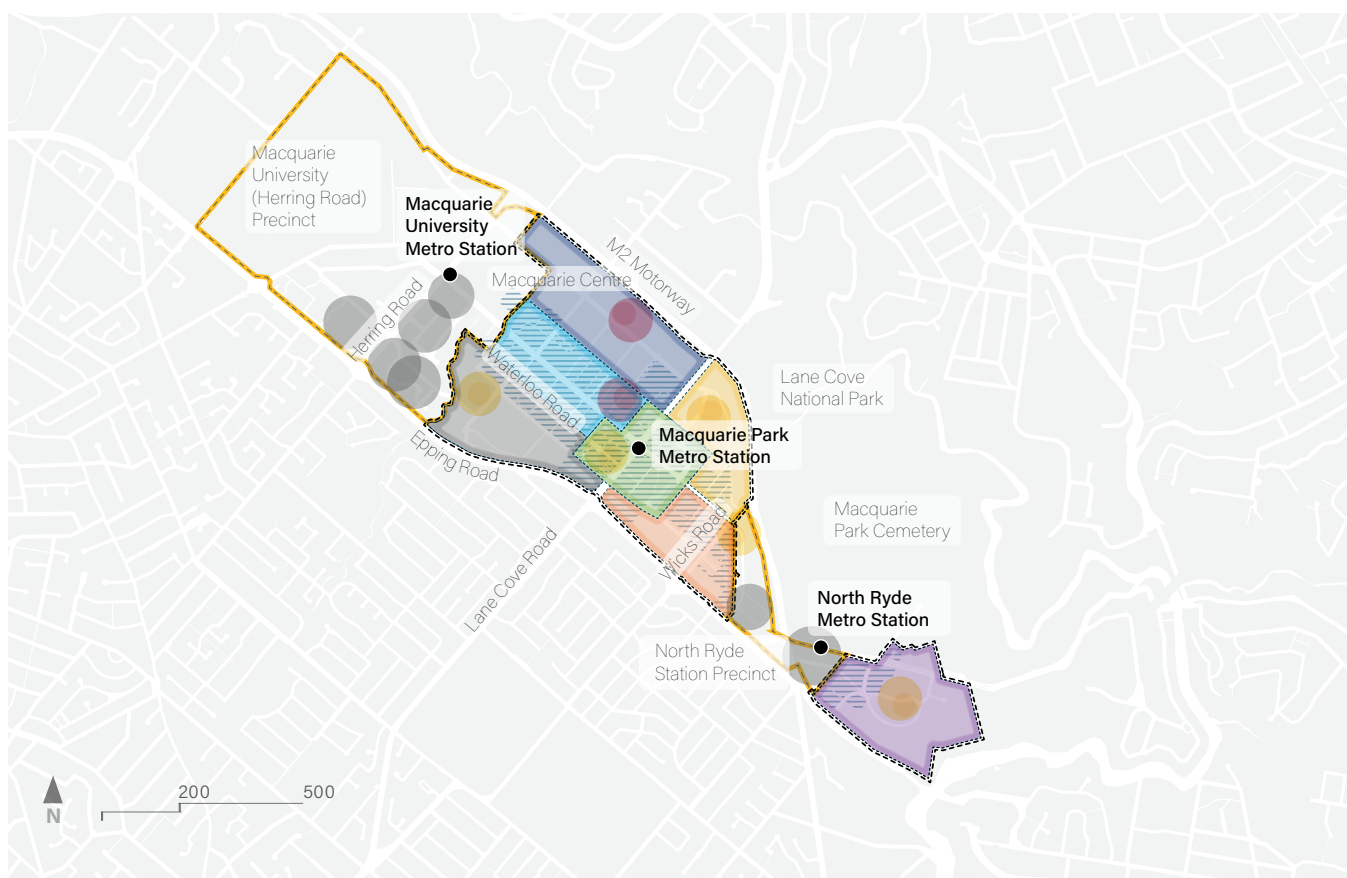 Macquarie
University
(Herring Road)
Precinct
Macquarie
University
Metro Station
M2 Motorway
Macquarie Centre
Herring Road
Waterloo Road
Lane Cove
National Park
Macquarie Park
Metro Station
Epping Road
Macquarie
Park Cemetery
Wicks Road
Lane Cove Road
North Ryde
Metro Station
North Ryde
Station Precinct
200 500
N